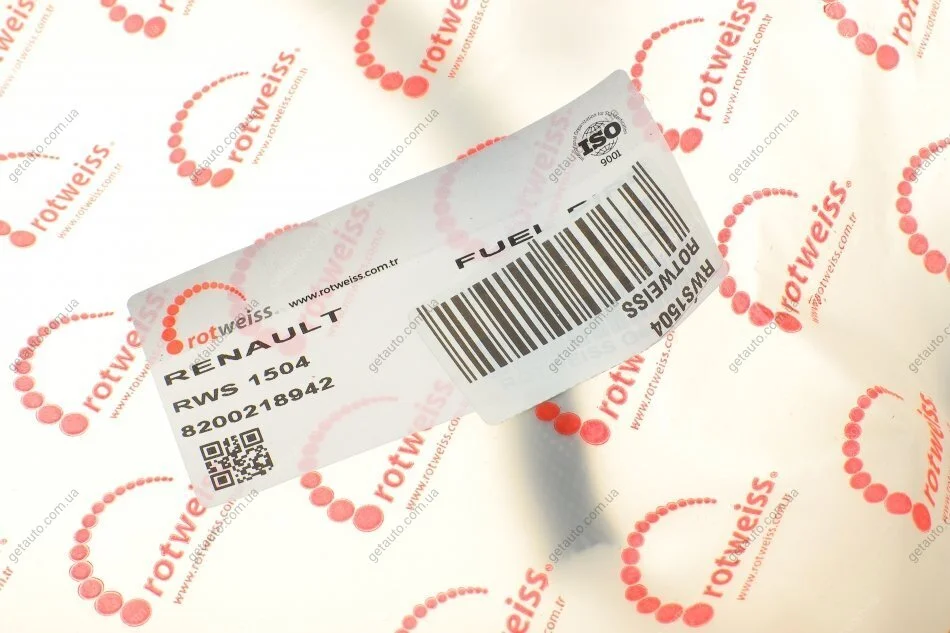 rotweiss.
www.rotweiss.com.tr
RENAULT
RWS 1504
8200218942
FUEL
ISO
9001
RWS1504
ROTWEISS
rotweiss
www.rotweiss.com.tr
getauto.com.ua